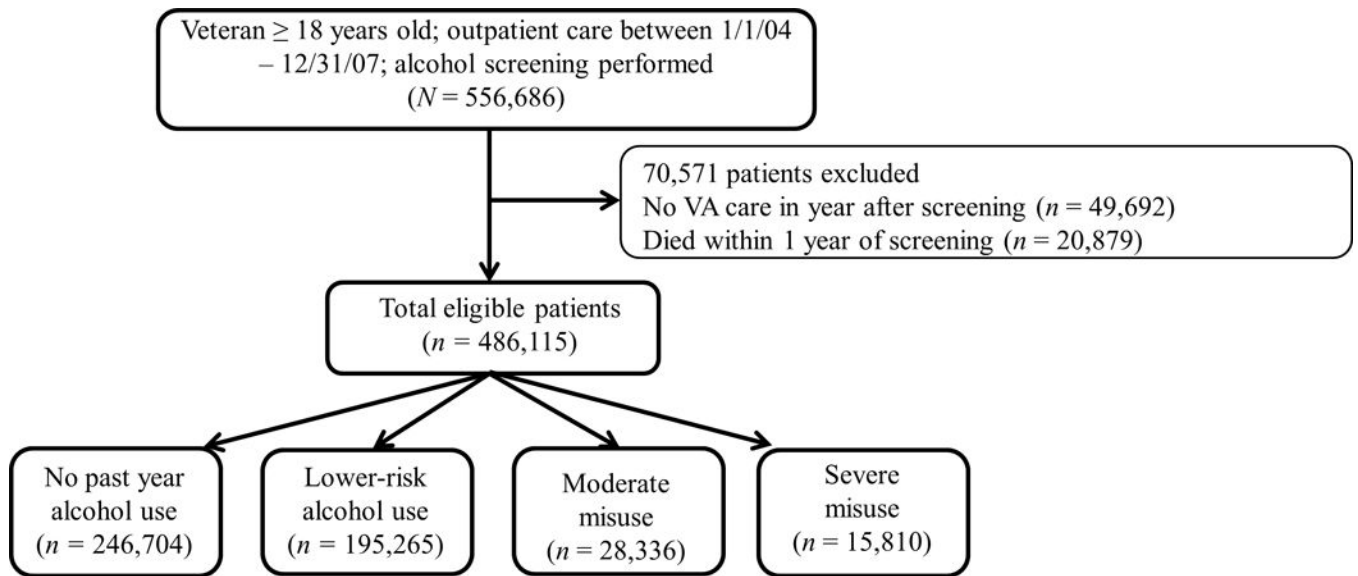 Veteran ≥ 18 years old; outpatient care between 1/1/04
– 12/31/07; alcohol screening performed
(N = 556,686)
70,571 patients excluded
No VA care in year after screening (n = 49,692)
Died within 1 year of screening (n = 20,879)
Total eligible patients
(n = 486,115)
No past year
alcohol use
(n = 246,704)
Lower-risk
alcohol use
(n = 195,265)
Moderate
misuse
(n = 28,336)
Severe
misuse
(n = 15,810)